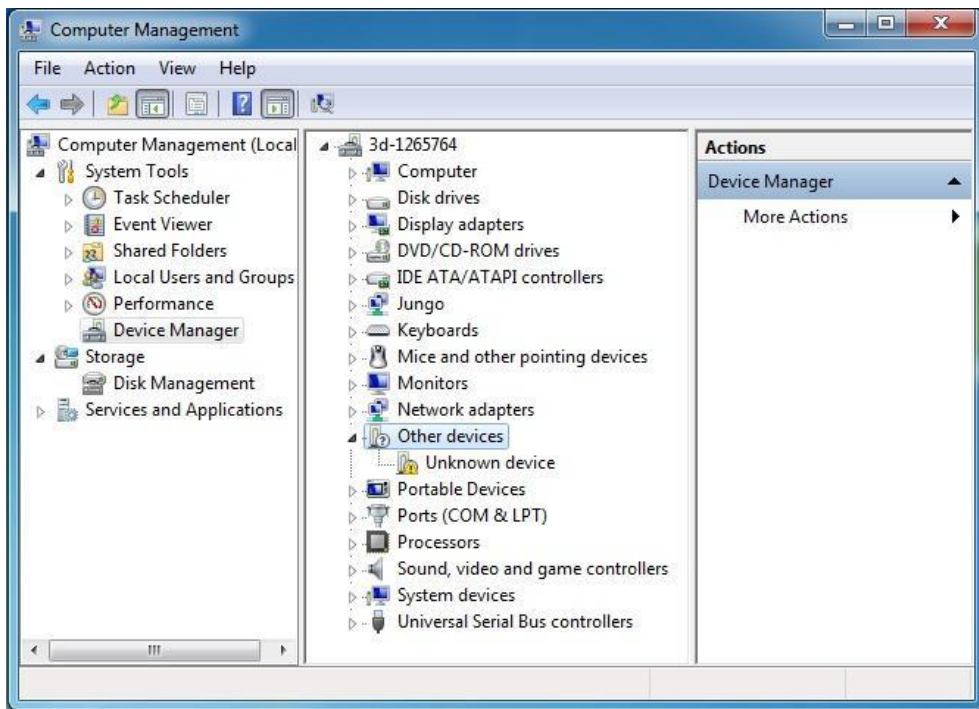 Computer Management
File Action View Help
Computer Management (Local
System Tools
Task Scheduler
Event Viewer
Shared Folders
Local Users and Groups
Performance
Device Manager
Storage
Disk Management
Services and Applications
3d-1265764
Computer
Disk drives
Display adapters
DVD/CD-ROM drives
IDE ATA/ATAPI controllers
Jungo
Keyboards
Mice and other pointing devices
Monitors
Network adapters
Other devices
Unknown device
Portable Devices
Ports (COM & LPT)
Processors
Sound, video and game controllers
System devices
Universal Serial Bus controllers
Actions
Device Manager
More Actions